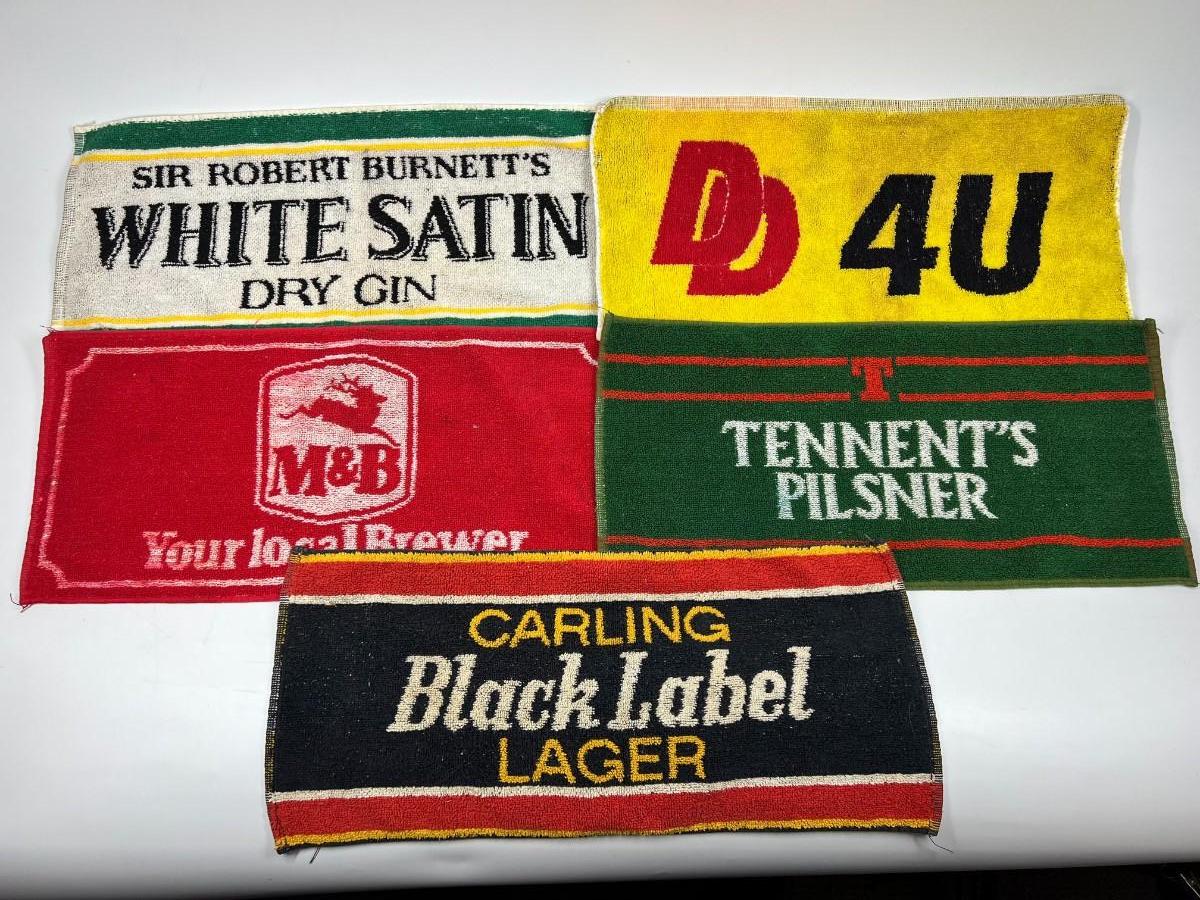 SIR ROBERT BURNETT'S
WHITE SATIN
DRY GIN
DD 4U
M&B
Your local Brewer
T
TENNENT'S
PILSNER
CARLING
Black Label
LAGER